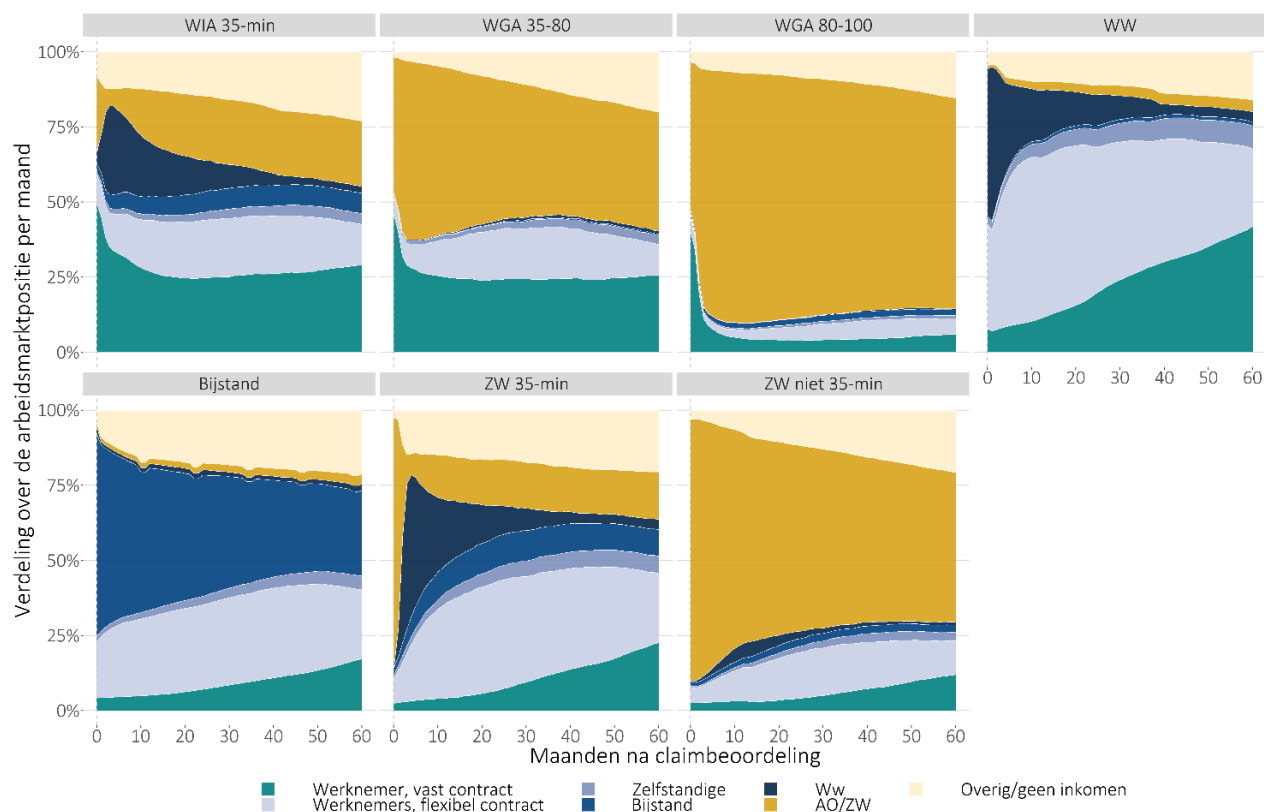 WIA 35-min WGA 35-80 WGA 80-100 WW
100%
75%
50%
25%
0%
0 10 20 30 40 50 60
Bijstand ZW 35-min ZW niet 35-min
100%
75%
50%
25%
0%
0 10 20 30 40 50 60 0 10 20 30 40 50 60 0 10 20 30 40 50 60
Verdeling over de arbeidsmarktpositie per maand
Maanden na claimbeoordeling
Werknemer, vast contract Zelfstandige Ww Overig/geen inkomen
Werknemers, flexibel contract Bijstand AO/ZW